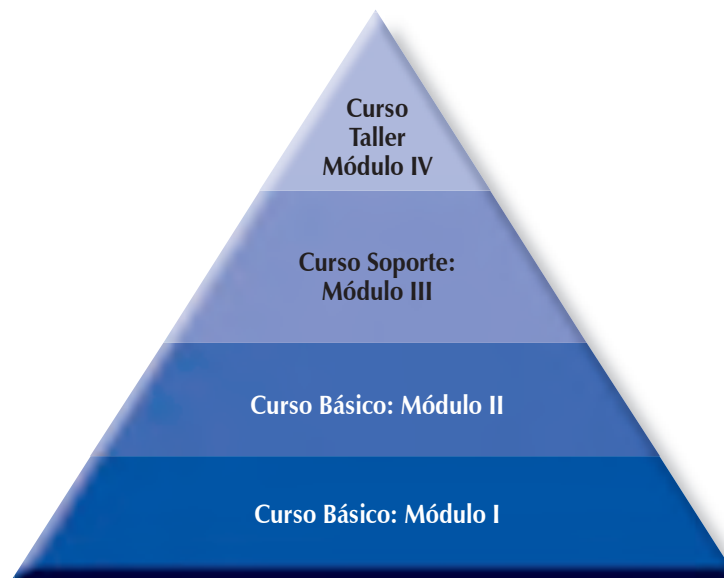 Curso
Taller
Módulo IV
Curso Soporte:
Módulo III
Curso Básico: Módulo II
Curso Básico: Módulo I